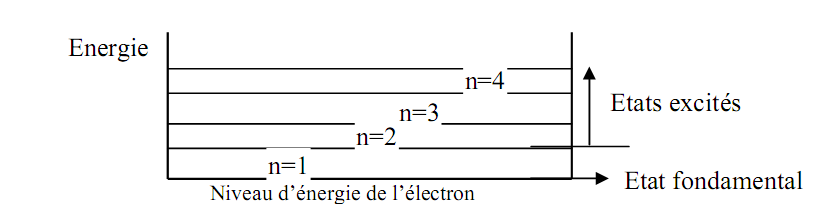 Energie
n=4
Etats excités
n=3
n=2
n=1
Etat fondamental
Niveau d'énergie de l'électron